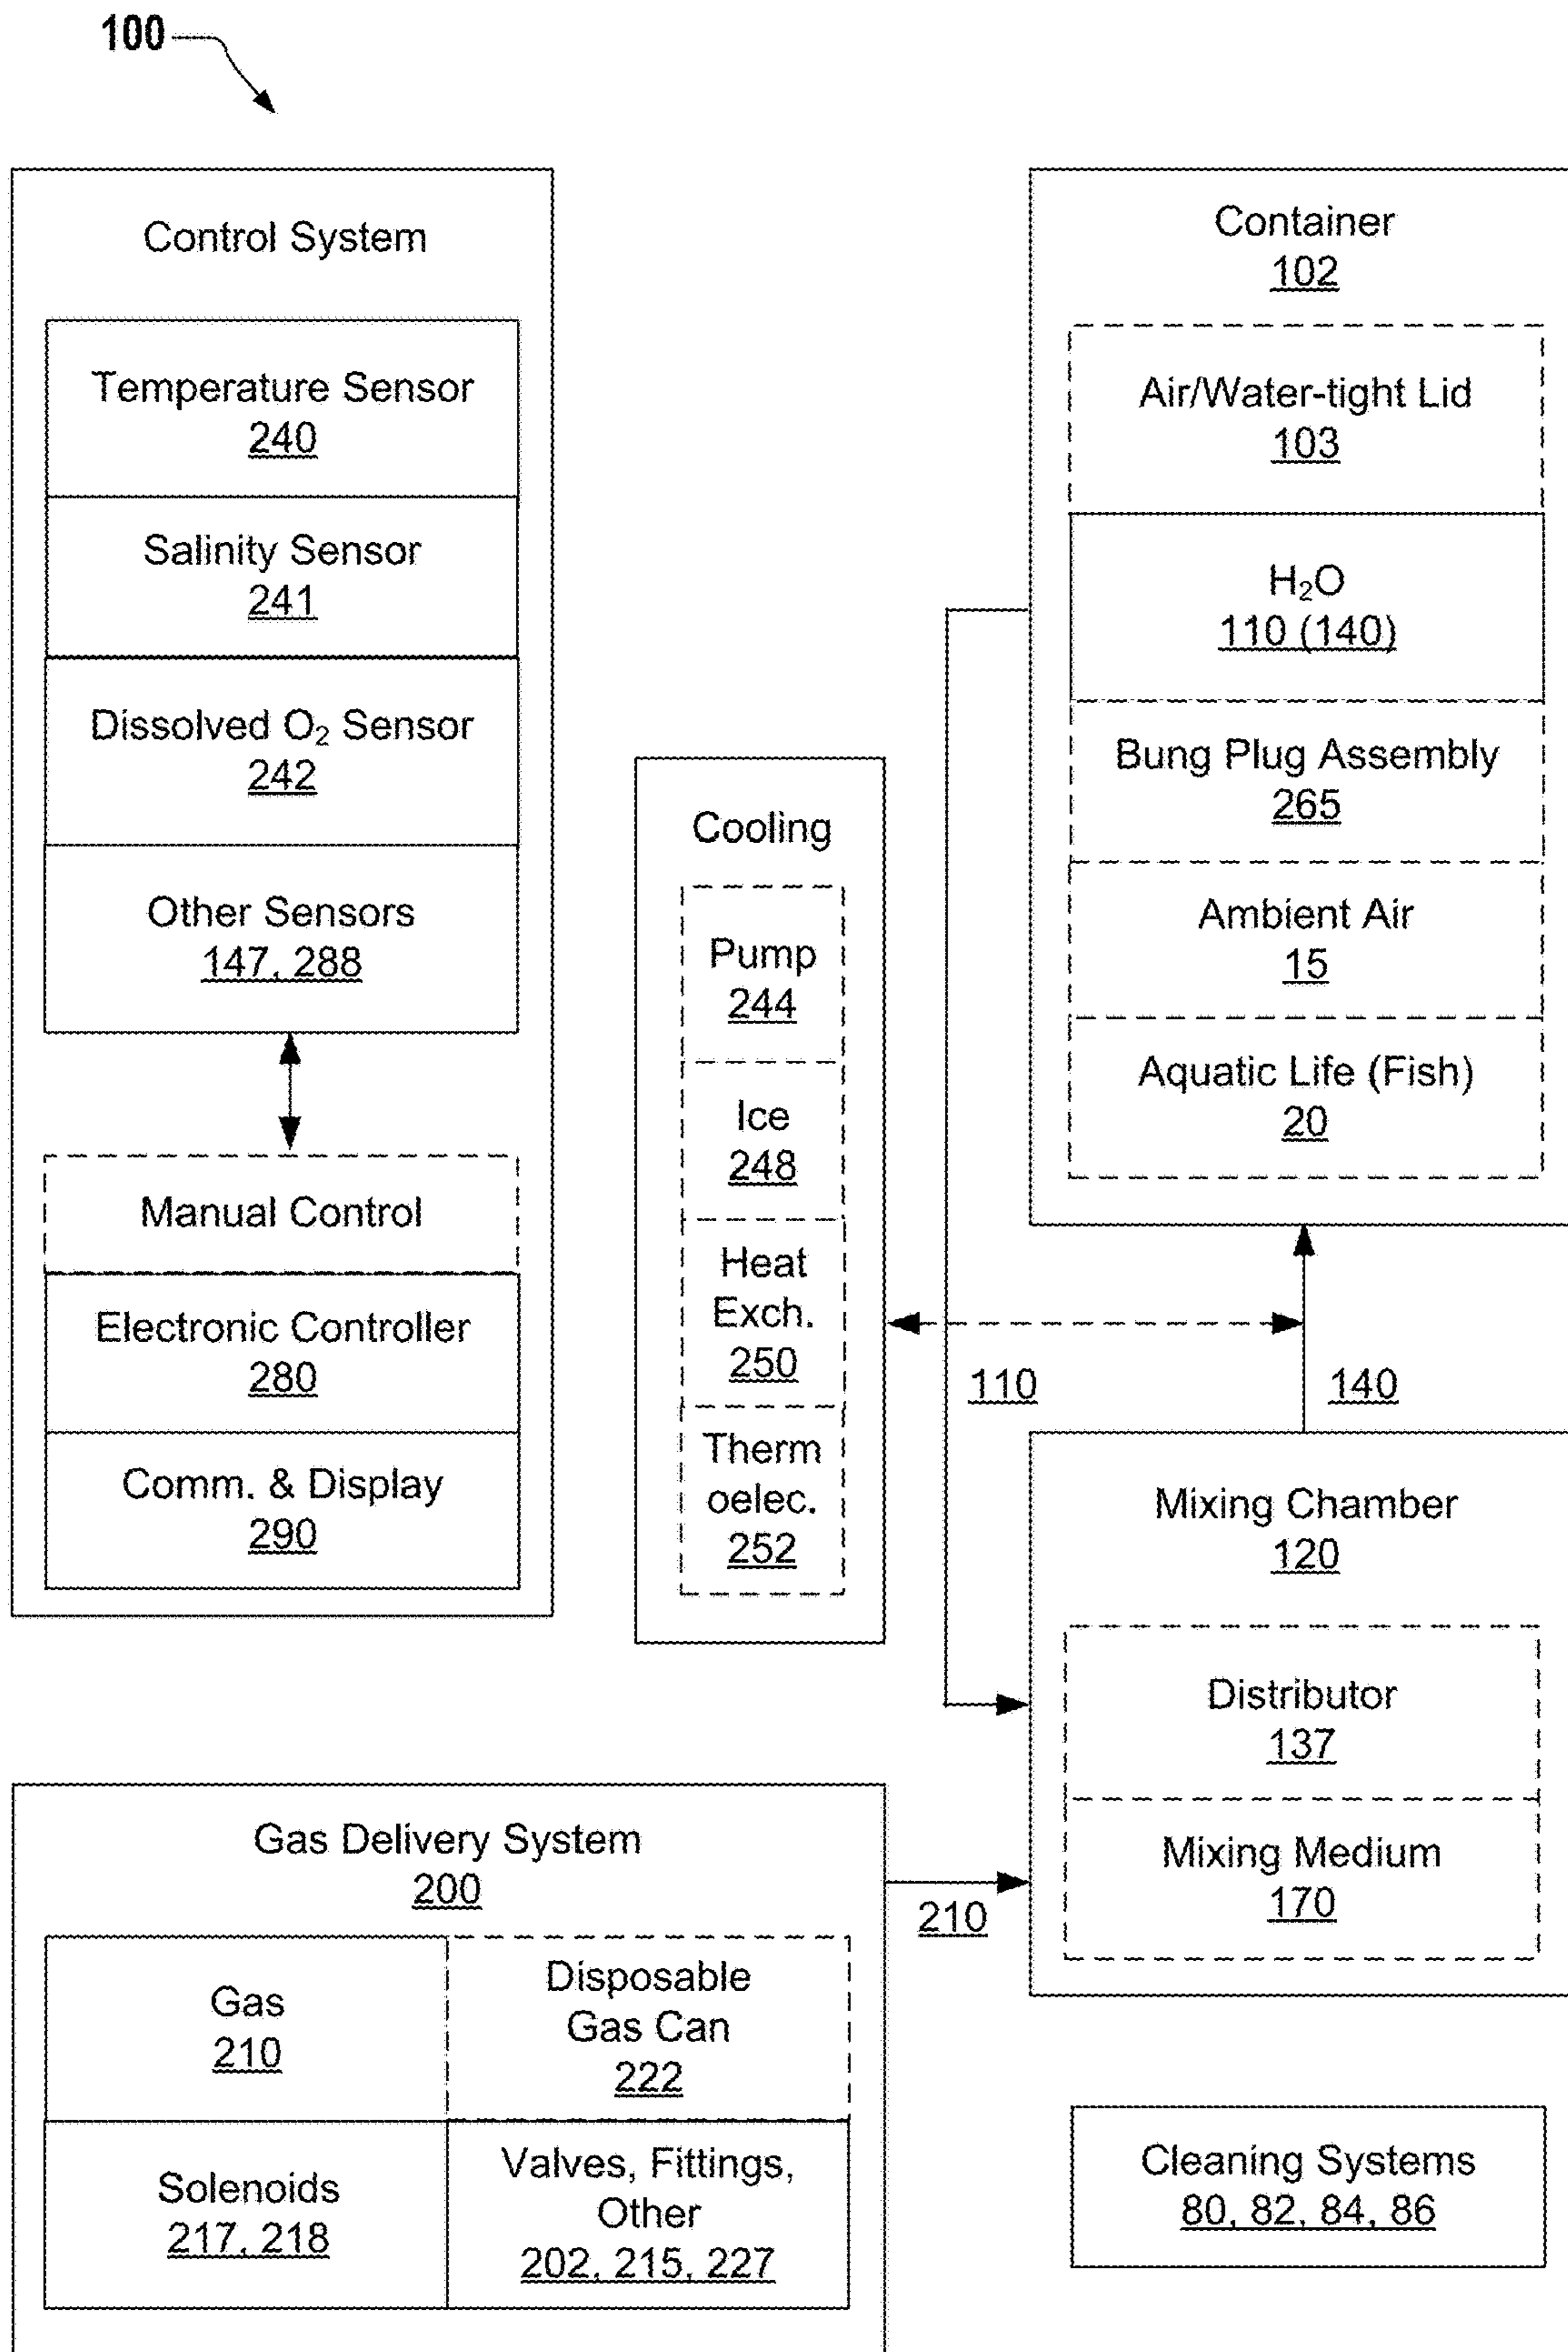 100
Control System
Temperature Sensor
240
Salinity Sensor
241
Dissolved O₂ Sensor
242
Other Sensors
147, 288
Manual Control
Electronic Controller
280
Comm. & Display
290
Cooling
Pump
244
Ice
248
Heat
Exch.
250
Therm
oelec.
252
Container
102
Air/Water-tight Lid
103
H₂O
110 (140)
Bung Plug Assembly
265
Ambient Air
15
Aquatic Life (Fish)
20
110
140
Mixing Chamber
120
Distributor
137
Mixing Medium
170
Gas Delivery System
200
210
Gas
210
Disposable
Gas Can
222
Solenoids
217, 218
Valves, Fittings,
Other
202, 215, 227
Cleaning Systems
80, 82, 84, 86